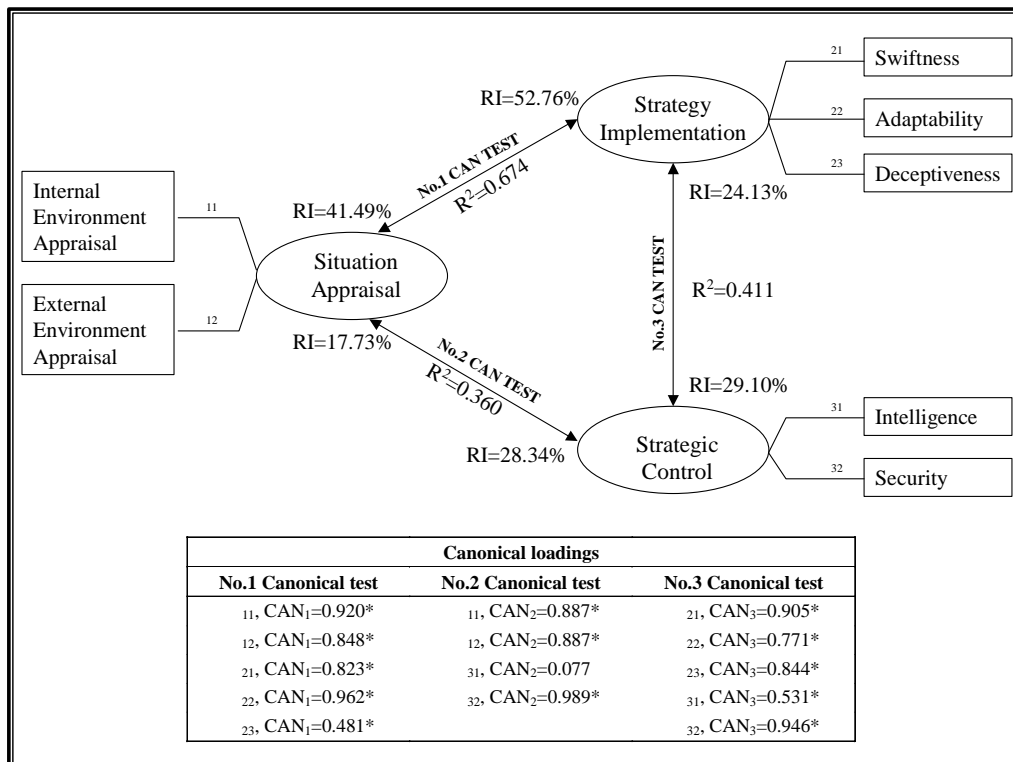 21
Swiftness
RI=52.76%
Strategy
Implementation
22
Adaptability
23
Deceptiveness
No.1 CAN TEST
R²=0.674
Internal
Environment
Appraisal
11
RI=41.49%
RI=24.13%
Situation
Appraisal
No.3 CAN TEST
R²=0.411
External
Environment
Appraisal
12
RI=17.73%
No.2 CAN TEST
R²=0.360
RI=29.10%
RI=28.34%
Strategic
Control
31
Intelligence
32
Security
Canonical loadings
No.1 Canonical test No.2 Canonical test No.3 Canonical test
₁₁, CAN₁=0.920* ₁₁, CAN₂=0.887* ₂₁, CAN₃=0.905*
₁₂, CAN₁=0.848* ₁₂, CAN₂=0.887* ₂₂, CAN₃=0.771*
₂₁, CAN₁=0.823* ₃₁, CAN₂=0.077 ₂₃, CAN₃=0.844*
₂₂, CAN₁=0.962* ₃₂, CAN₂=0.989* ₃₁, CAN₃=0.531*
₂₃, CAN₁=0.481* ₃₂, CAN₃=0.946*